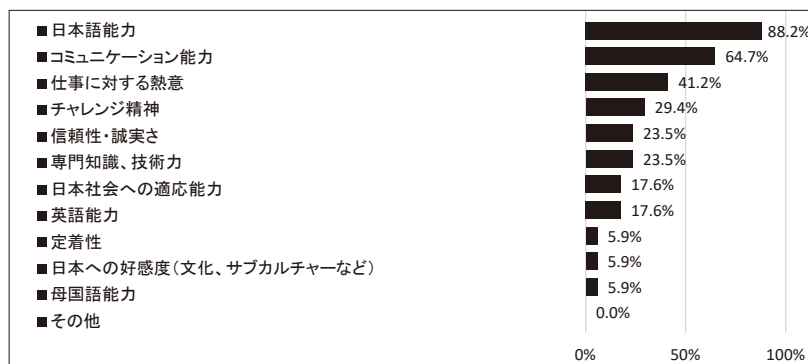 ■日本語能力 88.2%
■コミュニケーション能力 64.7%
■仕事に対する熱意 41.2%
■チャレンジ精神 29.4%
■信頼性・誠実さ 23.5%
■専門知識、技術力 23.5%
■日本社会への適応能力 17.6%
■英語能力 17.6%
■定着性 5.9%
■日本への好感度(文化、サブカルチャーなど) 5.9%
■母国語能力 5.9%
■その他 0.0%
0% 50% 100%